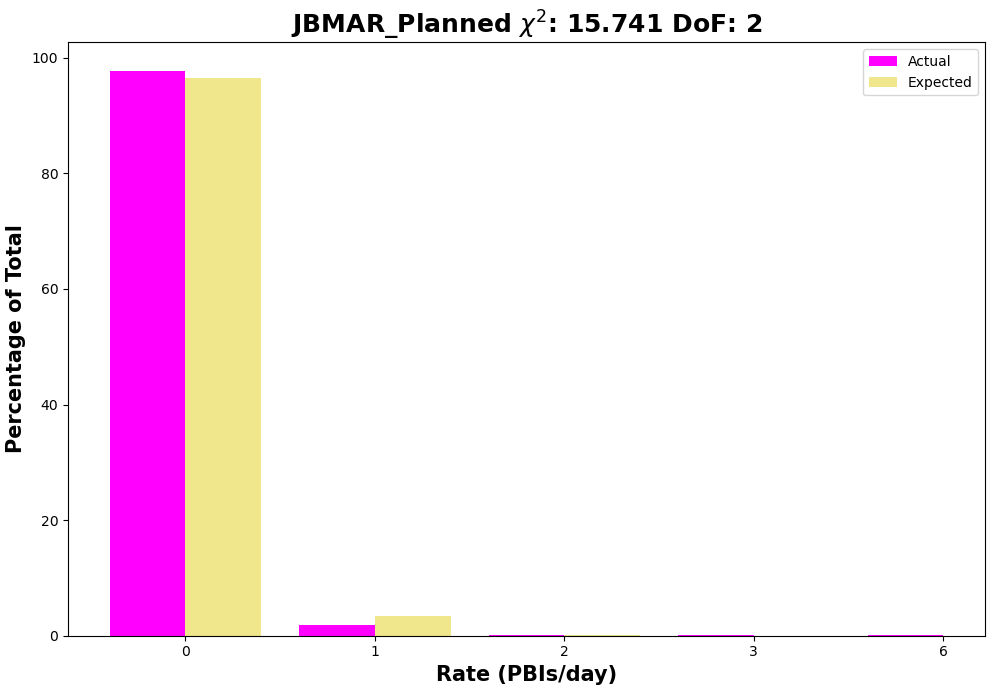 JBMAR_Planned χ²: 15.741 DoF: 2
Actual
Expected
100
80
60
40
20
0
Percentage of Total
0 1 2 3 6
Rate (PBIs/day)